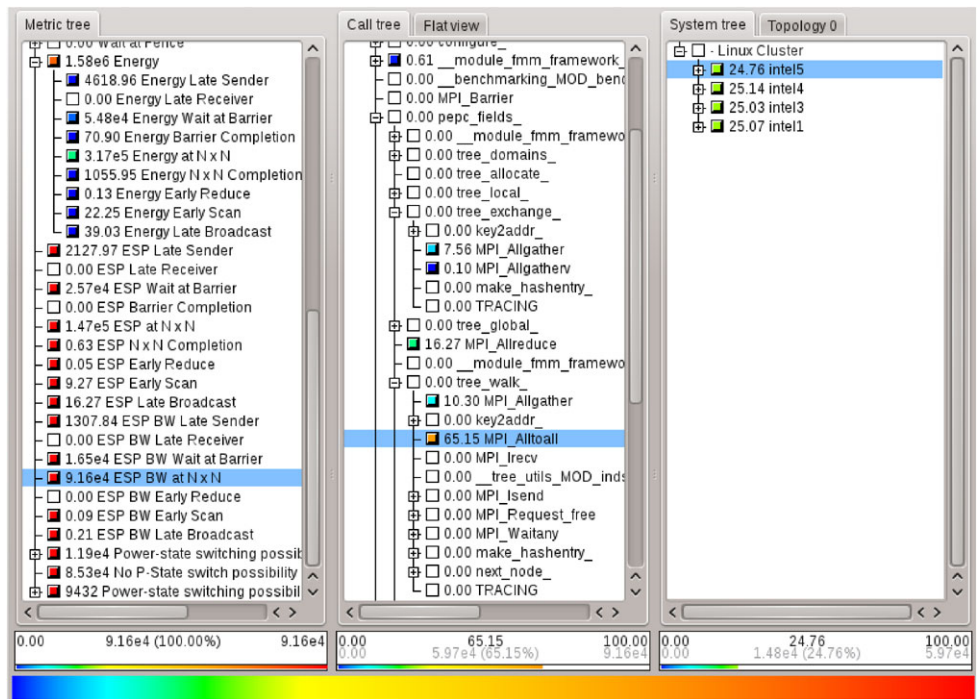 Metric tree
0.00 Wait at Fence
1.58e6 Energy
4618.96 Energy Late Sender
0.00 Energy Late Receiver
5.48e4 Energy Wait at Barrier
70.90 Energy Barrier Completion
3.17e5 Energy at N x N
1055.95 Energy N x N Completion
0.13 Energy Early Reduce
22.25 Energy Early Scan
39.03 Energy Late Broadcast
2127.97 ESP Late Sender
0.00 ESP Late Receiver
2.57e4 ESP Wait at Barrier
0.00 ESP Barrier Completion
1.47e5 ESP at N x N
0.63 ESP N x N Completion
0.05 ESP Early Reduce
9.27 ESP Early Scan
16.27 ESP Late Broadcast
1307.84 ESP BW Late Sender
0.00 ESP BW Late Receiver
1.65e4 ESP BW Wait at Barrier
9.16e4 ESP BW at N x N
0.00 ESP BW Early Reduce
0.09 ESP BW Early Scan
0.21 ESP BW Late Broadcast
1.19e4 Power-state switching possib
8.53e4 No P-State switch possibility
9432 Power-state switching possibil
0.00 9.16e4 (100.00%) 9.16e4
Call tree Flat view
0.00 configure_
0.61 __module_fmm_framework_
0.00 __benchmarking_MOD_benc
0.00 MPI_Barrier
0.00 pepc_fields_
0.00 __module_fmm_framewo
0.00 tree_domains_
0.00 tree_allocate_
0.00 tree_local_
0.00 tree_exchange_
0.00 key2addr_
7.56 MPI_Allgather
0.10 MPI_Allgatherv
0.00 make_hashentry_
0.00 TRACING
0.00 tree_global_
16.27 MPI_Allreduce
0.00 __module_fmm_framewo
0.00 tree_walk_
10.30 MPI_Allgather
0.00 key2addr_
65.15 MPI_Alltoall
0.00 MPI_Irecv
0.00 __tree_utils_MOD_inds
0.00 MPI_Isend
0.00 MPI_Request_free
0.00 MPI_Waitany
0.00 make_hashentry_
0.00 next_node_
0.00 TRACING
0.00 65.15 100.00
0.00 5.97e4 (65.15%) 9.16e4
System tree Topology 0
- Linux Cluster
24.76 intel5
25.14 intel4
25.03 intel3
25.07 intel1
0.00 24.76 100.00
0.00 1.48e4 (24.76%) 5.97e4